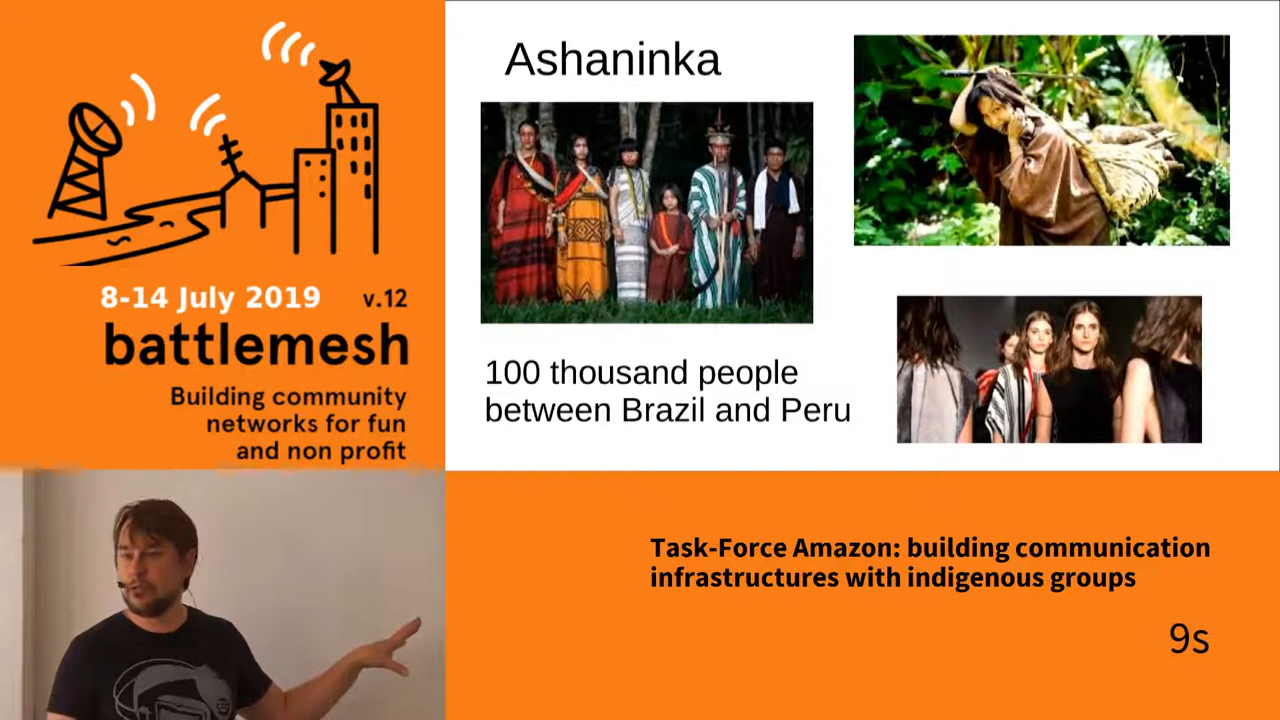 8-14 July 2019 v.12
battlemesh
Building community
networks for fun
and non profit
Ashaninka
100 thousand people
between Brazil and Peru
Task-Force Amazon: building communication
infrastructures with indigenous groups
9s